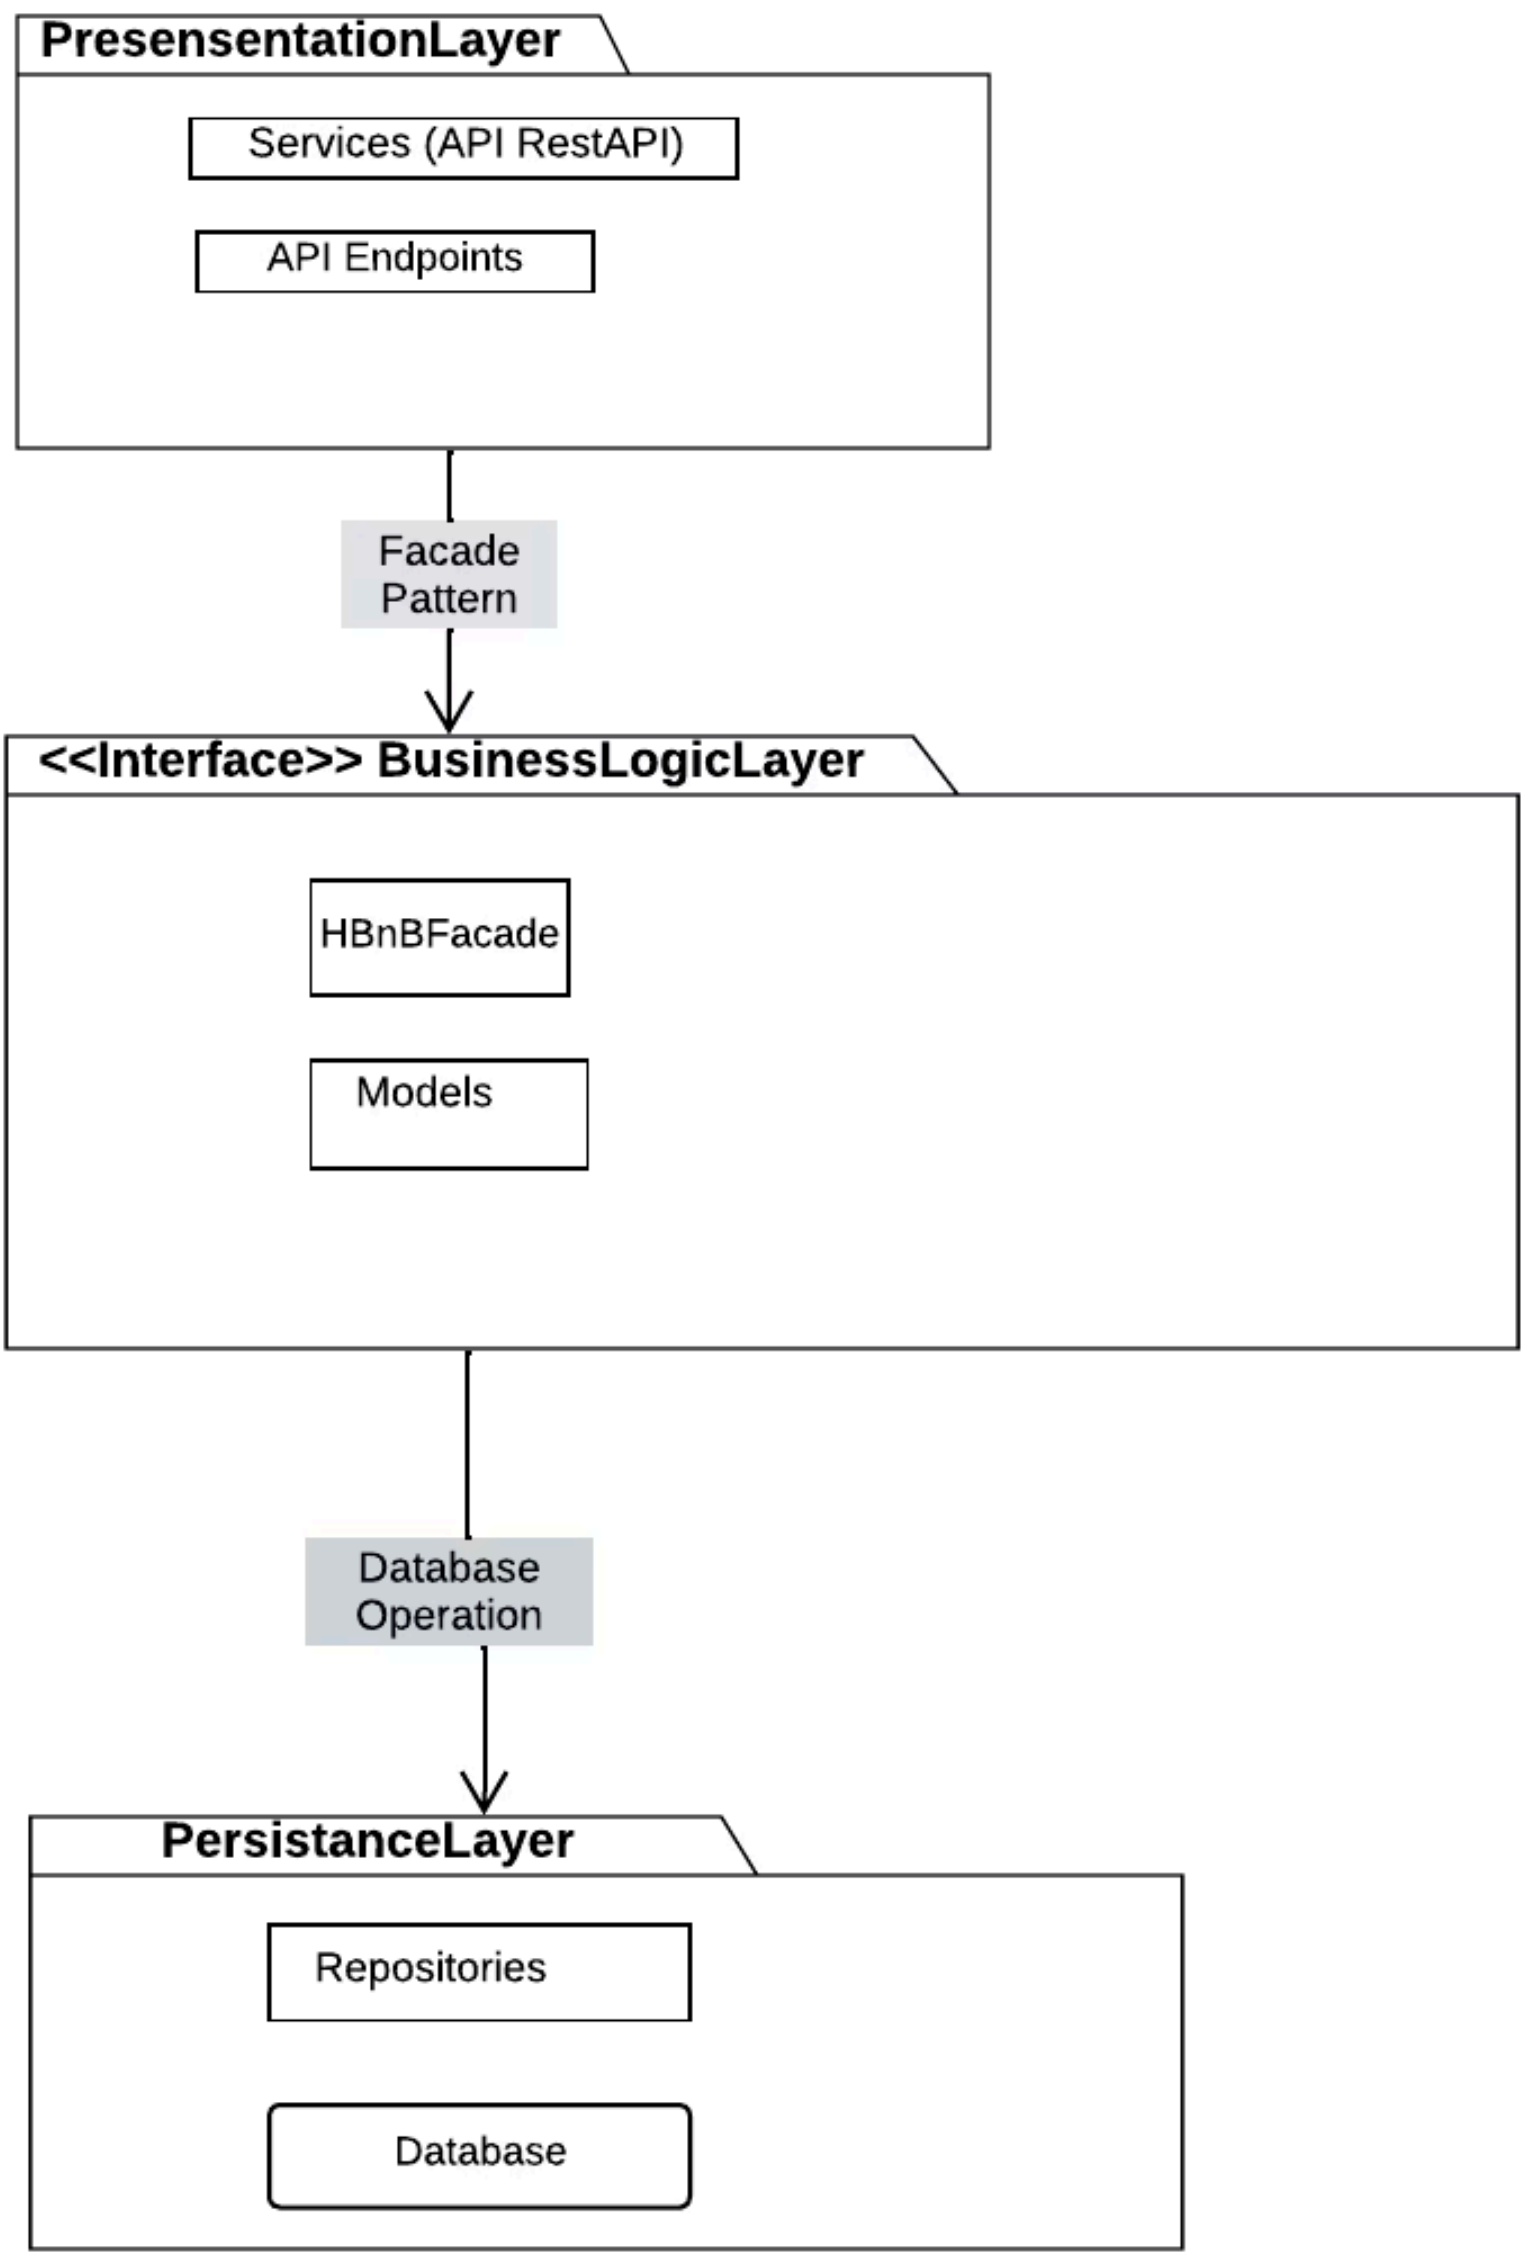 PresensentationLayer
Services (API RestAPI)
API Endpoints
Facade
Pattern
<<Interface>> BusinessLogicLayer
HBnBFacade
Models
Database
Operation
PersistanceLayer
Repositories
Database